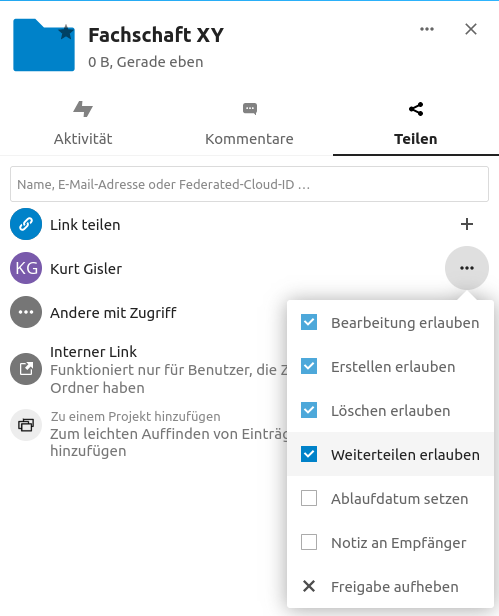 Fachschaft XY
0 B, Gerade eben
Aktivität
Kommentare
Teilen
Name, E-Mail-Adresse oder Federated-Cloud-ID …
Link teilen
KG Kurt Gisler
Andere mit Zugriff
Interner Link
Funktioniert nur für Benutzer, die Z
Ordner haben
Zu einem Projekt hinzufügen
Zum leichten Auffinden von Einträg
hinzufügen
Bearbeitung erlauben
Erstellen erlauben
Löschen erlauben
Weiterteilen erlauben
Ablaufdatum setzen
Notiz an Empfänger
Freigabe aufheben